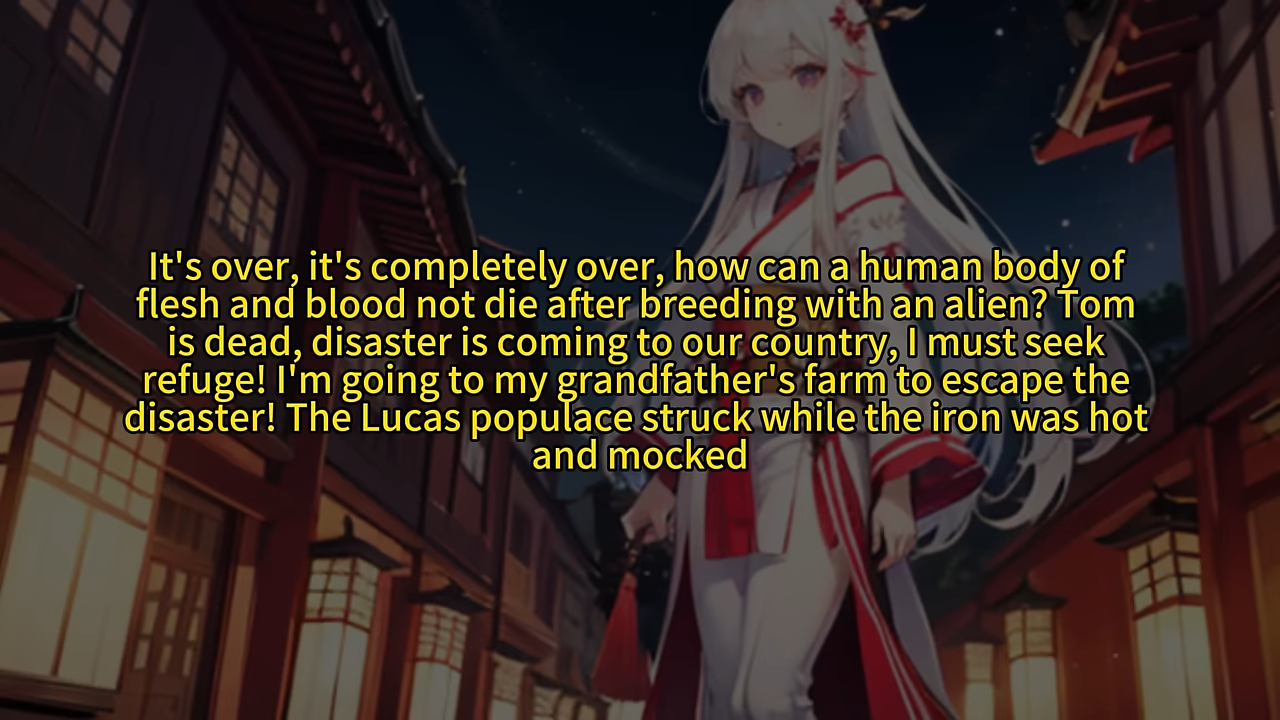 It's over, it's completely over, how can a human body of
flesh and blood not die after breeding with an alien? Tom
is dead, disaster is coming to our country, I must seek
refuge! I'm going to my grandfather's farm to escape the
disaster! The Lucas populace struck while the iron was hot
and mocked